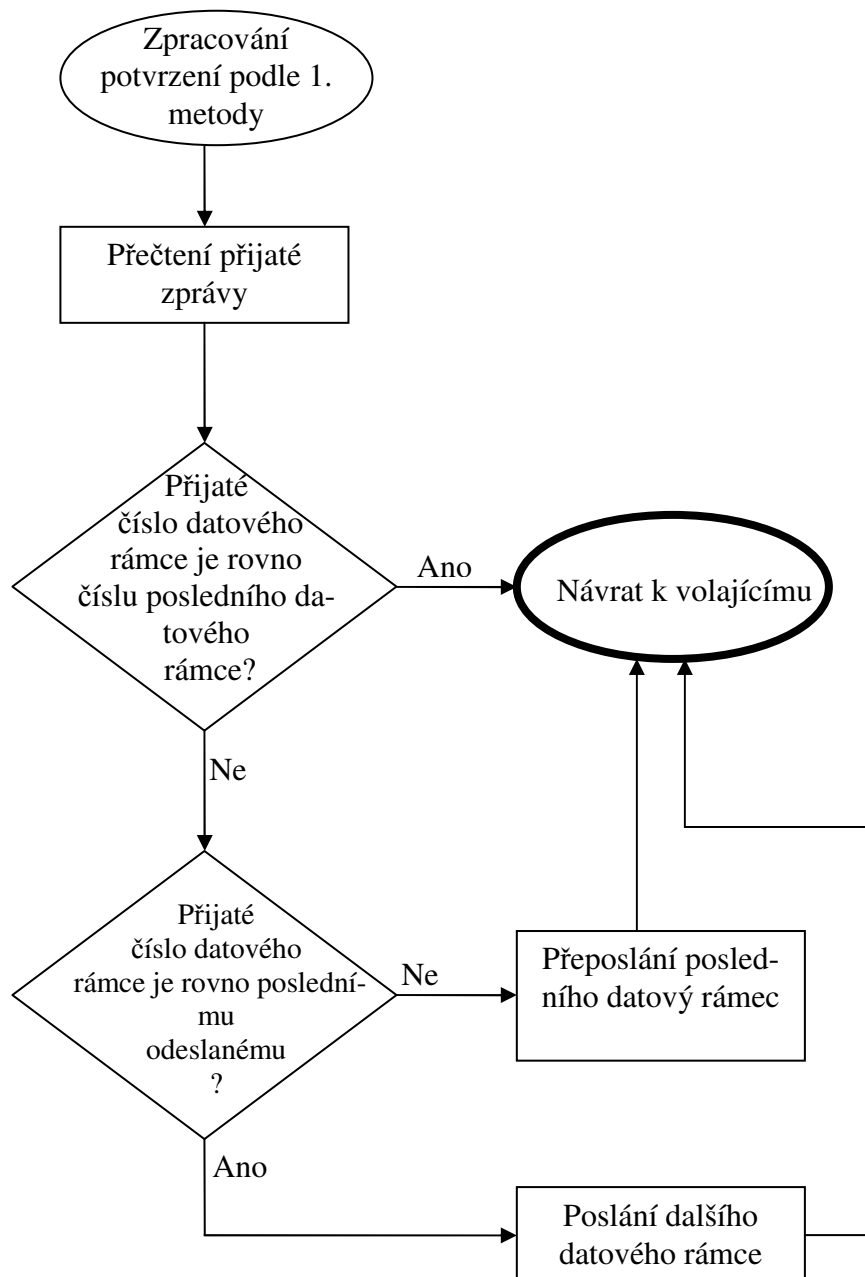 Zpracování
potvrzení podle 1.
metody
Přečtení přijaté
zprávy
Přijaté
číslo datového
rámce je rovno
číslu posledního da-
tového
rámce?
Ano
Návrat k volajícímu
Ne
Přijaté
číslo datového
rámce je rovno poslední-
mu
odeslanému
?
Ne
Přeposlání posled-
ního datový rámec
Ano
Poslání dalšího
datového rámce